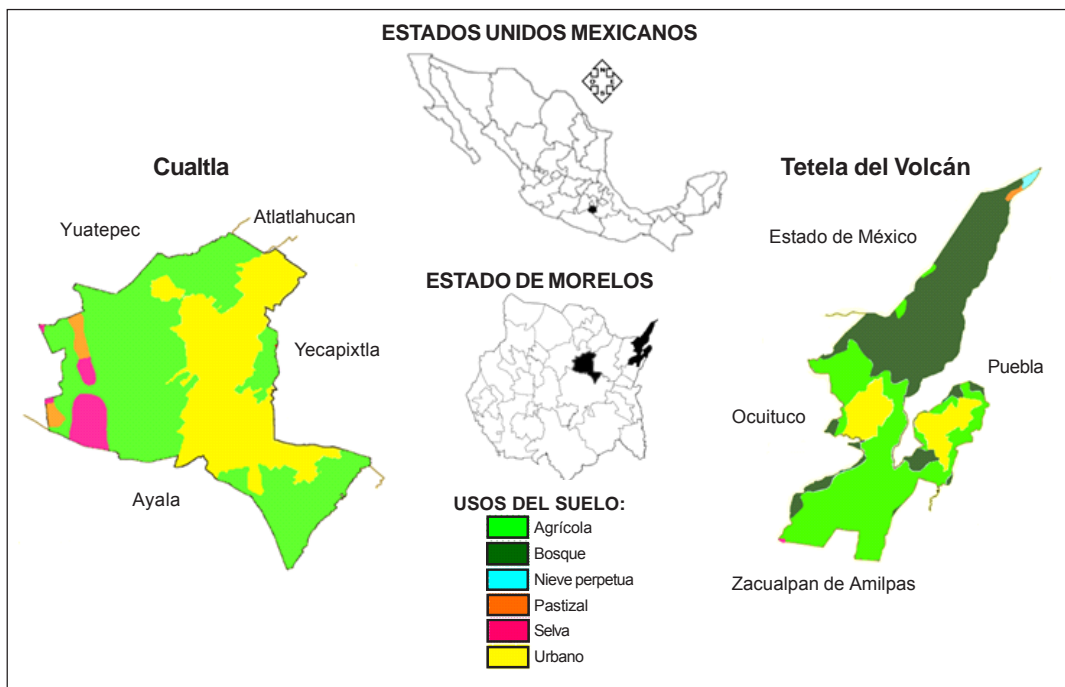 ESTADOS UNIDOS MEXICANOS
N
O E
S
Cualtla
Tetela del Volcán
Yuatepec
Atlatlahucan
Estado de México
ESTADO DE MORELOS
Yecapixtla
Puebla
Ocuituco
Ayala
USOS DEL SUELO:
Agrícola
Bosque
Nieve perpetua
Pastizal
Selva
Urbano
Zacualpan de Amilpas